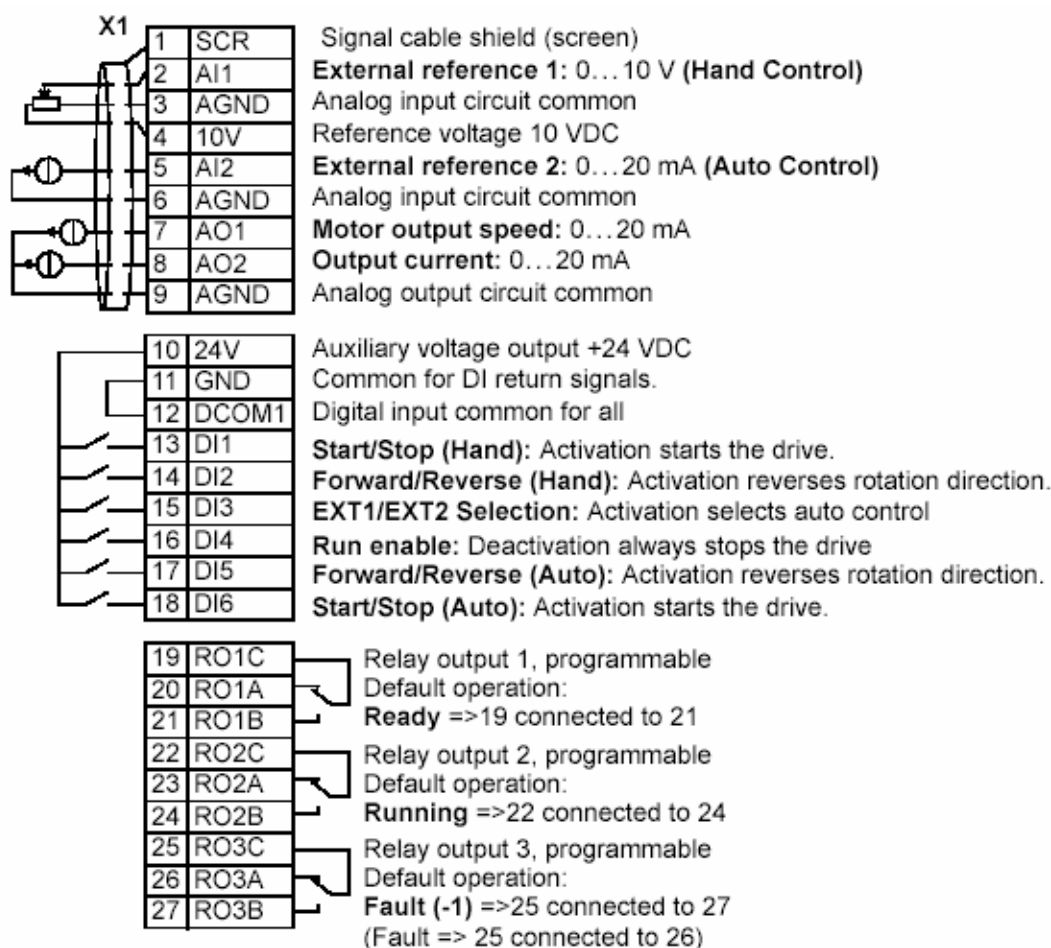 X1
1 SCR Signal cable shield (screen)
2 AI1 External reference 1: 0…10 V (Hand Control)
3 AGND Analog input circuit common
4 10V Reference voltage 10 VDC
5 AI2 External reference 2: 0…20 mA (Auto Control)
6 AGND Analog input circuit common
7 AO1 Motor output speed: 0…20 mA
8 AO2 Output current: 0…20 mA
9 AGND Analog output circuit common
10 24V Auxiliary voltage output +24 VDC
11 GND Common for DI return signals.
12 DCOM1 Digital input common for all
13 DI1 Start/Stop (Hand): Activation starts the drive.
14 DI2 Forward/Reverse (Hand): Activation reverses rotation direction.
15 DI3 EXT1/EXT2 Selection: Activation selects auto control
16 DI4 Run enable: Deactivation always stops the drive
17 DI5 Forward/Reverse (Auto): Activation reverses rotation direction.
18 DI6 Start/Stop (Auto): Activation starts the drive.
19 RO1C Relay output 1, programmable
20 RO1A Default operation:
21 RO1B Ready =>19 connected to 21
22 RO2C Relay output 2, programmable
23 RO2A Default operation:
24 RO2B Running =>22 connected to 24
25 RO3C Relay output 3, programmable
26 RO3A Default operation:
27 RO3B Fault (-1) =>25 connected to 27
(Fault => 25 connected to 26)